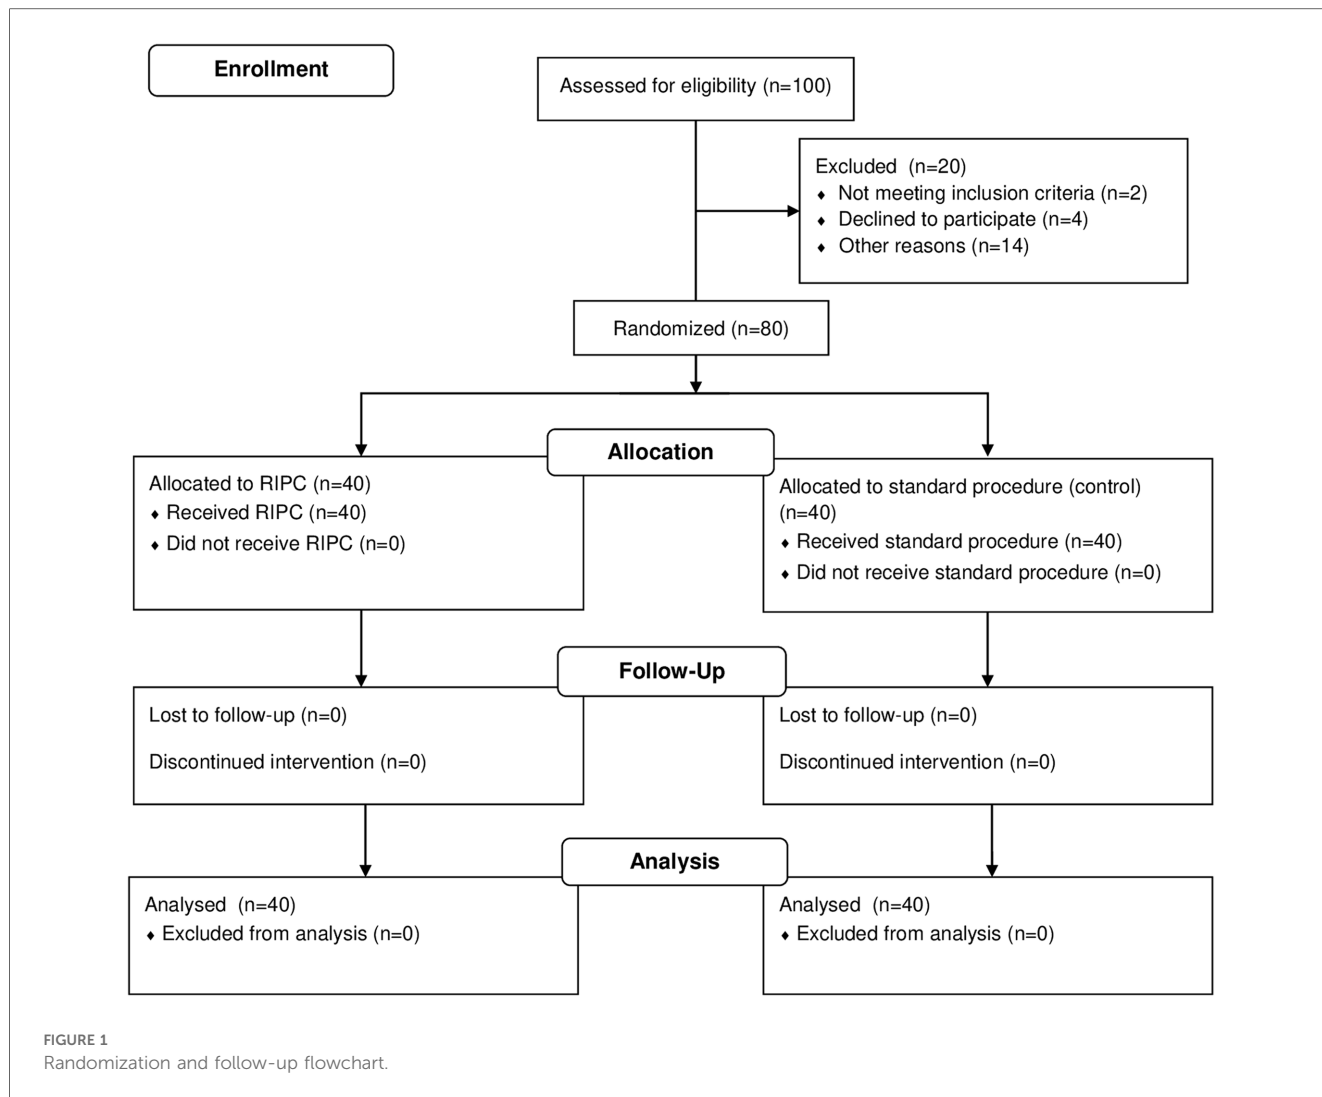 Enrollment
Assessed for eligibility (n=100)
Excluded (n=20)
♦ Not meeting inclusion criteria (n=2)
♦ Declined to participate (n=4)
♦ Other reasons (n=14)
Randomized (n=80)
Allocation
Allocated to RIPC (n=40)
♦ Received RIPC (n=40)
♦ Did not receive RIPC (n=0)
Allocated to standard procedure (control)
(n=40)
♦ Received standard procedure (n=40)
♦ Did not receive standard procedure (n=0)
Follow-Up
Lost to follow-up (n=0)
Discontinued intervention (n=0)
Lost to follow-up (n=0)
Discontinued intervention (n=0)
Analysis
Analysed (n=40)
♦ Excluded from analysis (n=0)
Analysed (n=40)
♦ Excluded from analysis (n=0)
FIGURE 1
Randomization and follow-up flowchart.